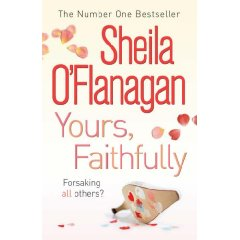 The Number One Bestseller
Sheila
O'Flanagan
Yours,
Faithfully
Forsaking
all others?